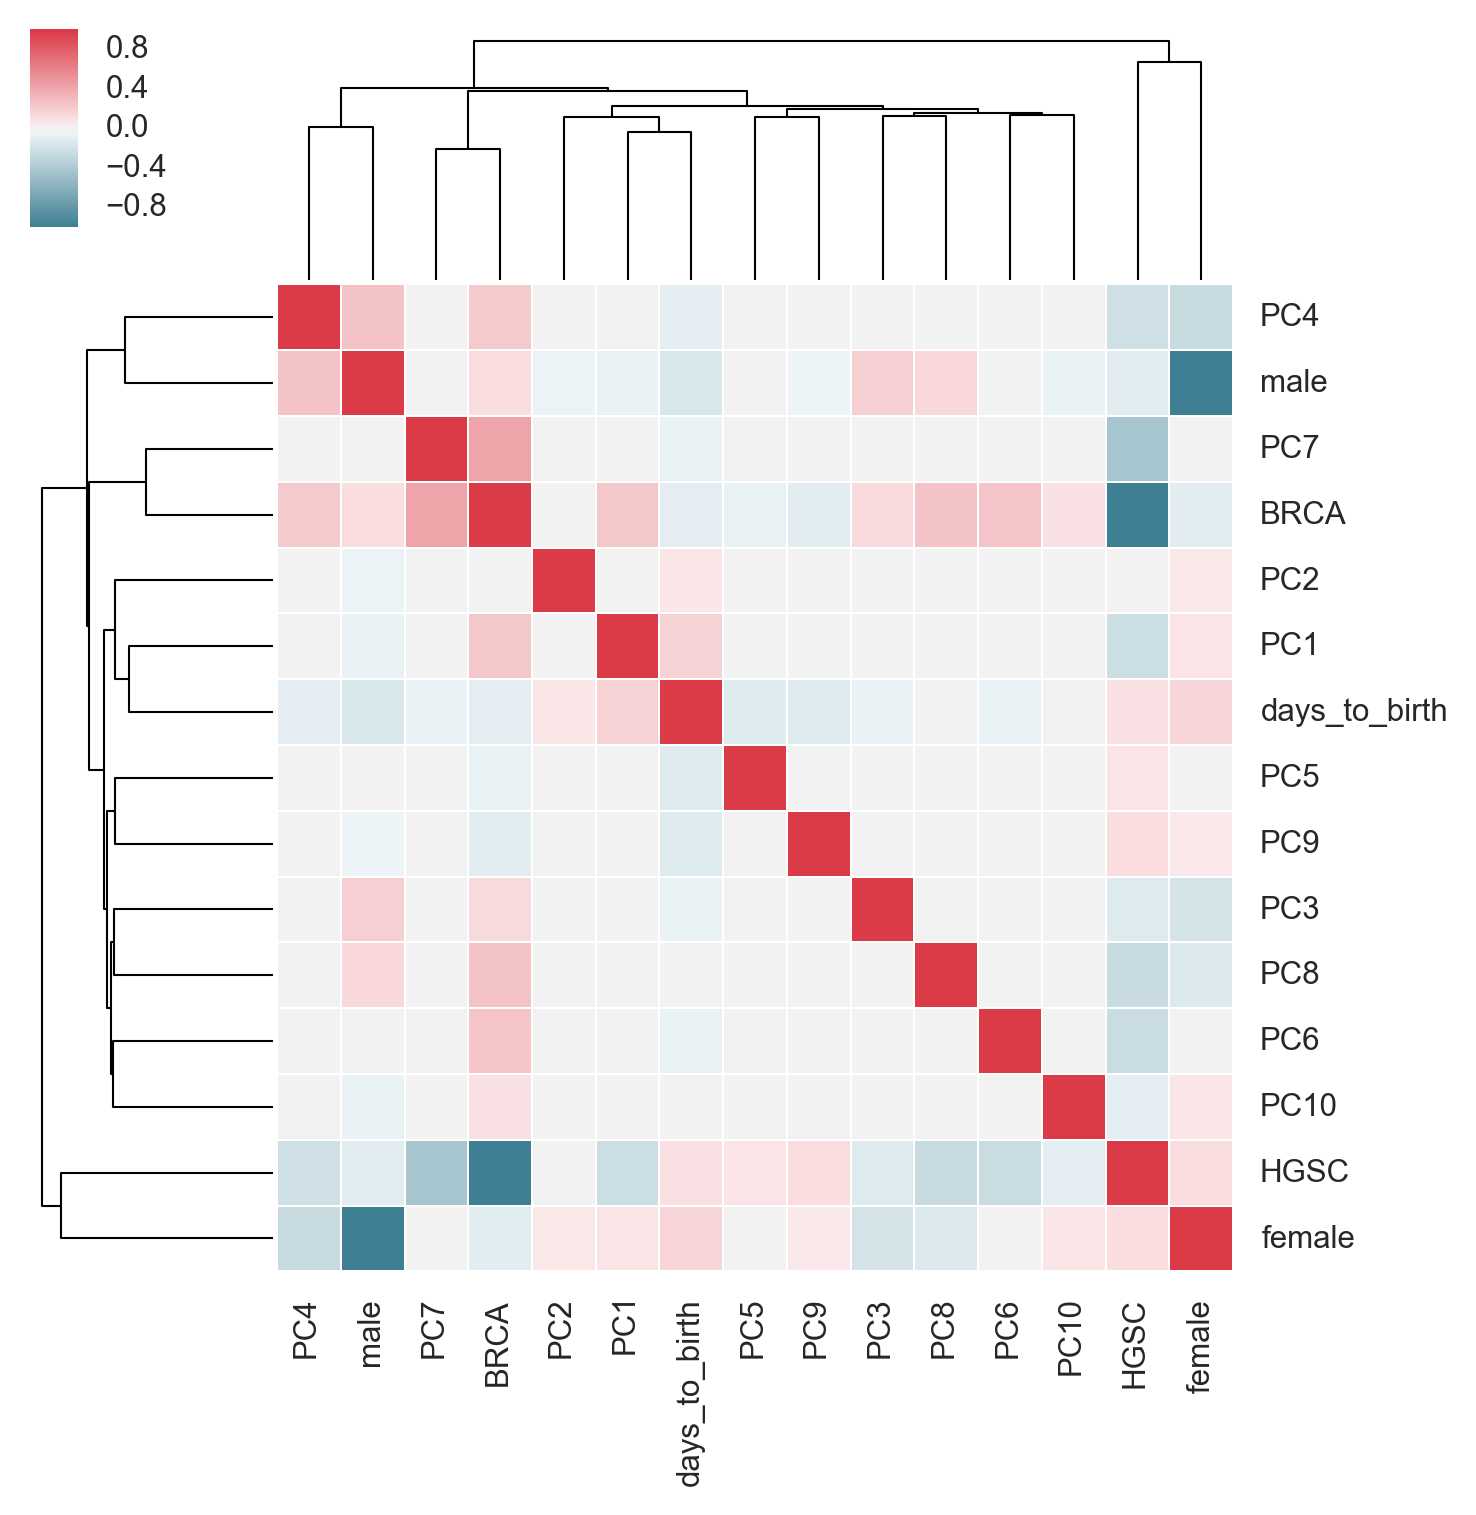 0.8
0.4
0.0
−0.4
−0.8
PC4
male
PC7
BRCA
PC2
PC1
days_to_birth
PC5
PC9
PC3
PC8
PC6
PC10
HGSC
female
PC4
male
PC7
BRCA
PC2
PC1
days_to_birth
PC5
PC9
PC3
PC8
PC6
PC10
HGSC
female